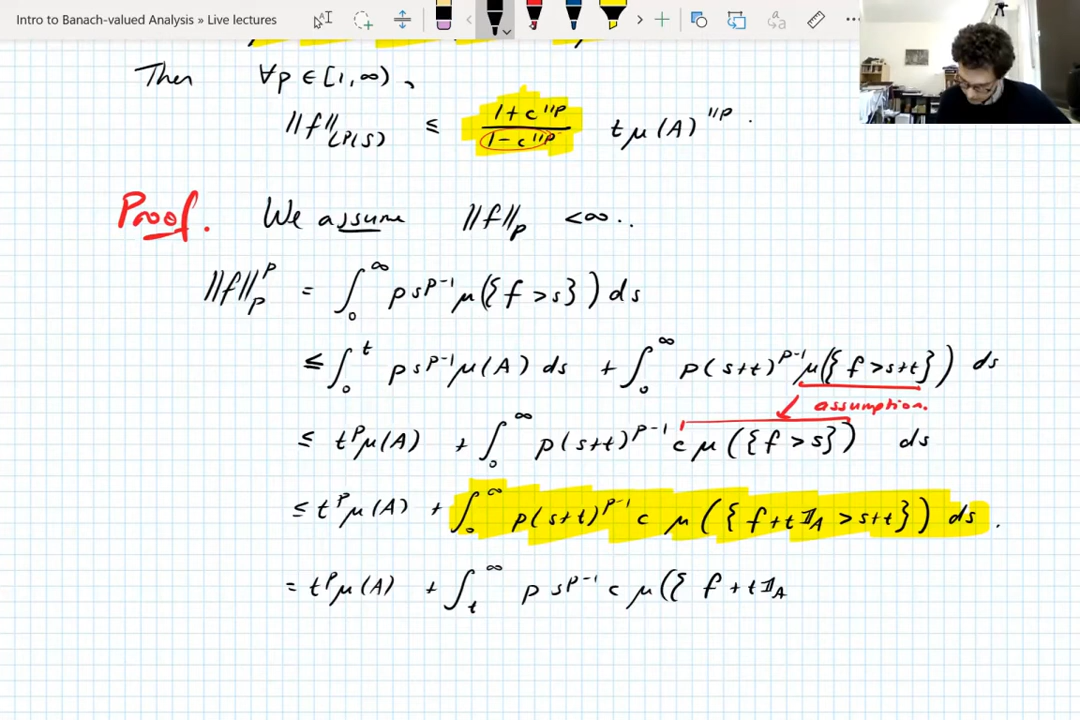 Intro to Banach-valued Analysis » Live lectures
Then ∀p ∈ [1, ∞),
||f||_{L^p(S)} ≤ \frac{1+c^{1/p}}{1-c^{1/p}} t μ(A)^{1/p}.
Proof. We assume ||f||_p < ∞..
||f||_p^p = ∫_0^∞ p s^{p-1} μ({f > s}) ds
≤ ∫_0^t p s^{p-1} μ(A) ds + ∫_0^∞ p(s+t)^{p-1} μ({f > s+t}) ds
assumption.
≤ t^p μ(A) + ∫_0^∞ p(s+t)^{p-1} c μ({f > s}) ds
≤ t^p μ(A) + ∫_0^∞ p(s+t)^{p-1} c μ({f + t𝟙_A > s+t}) ds.
= t^p μ(A) + ∫_t^∞ p s^{p-1} c μ({f + t𝟙_A